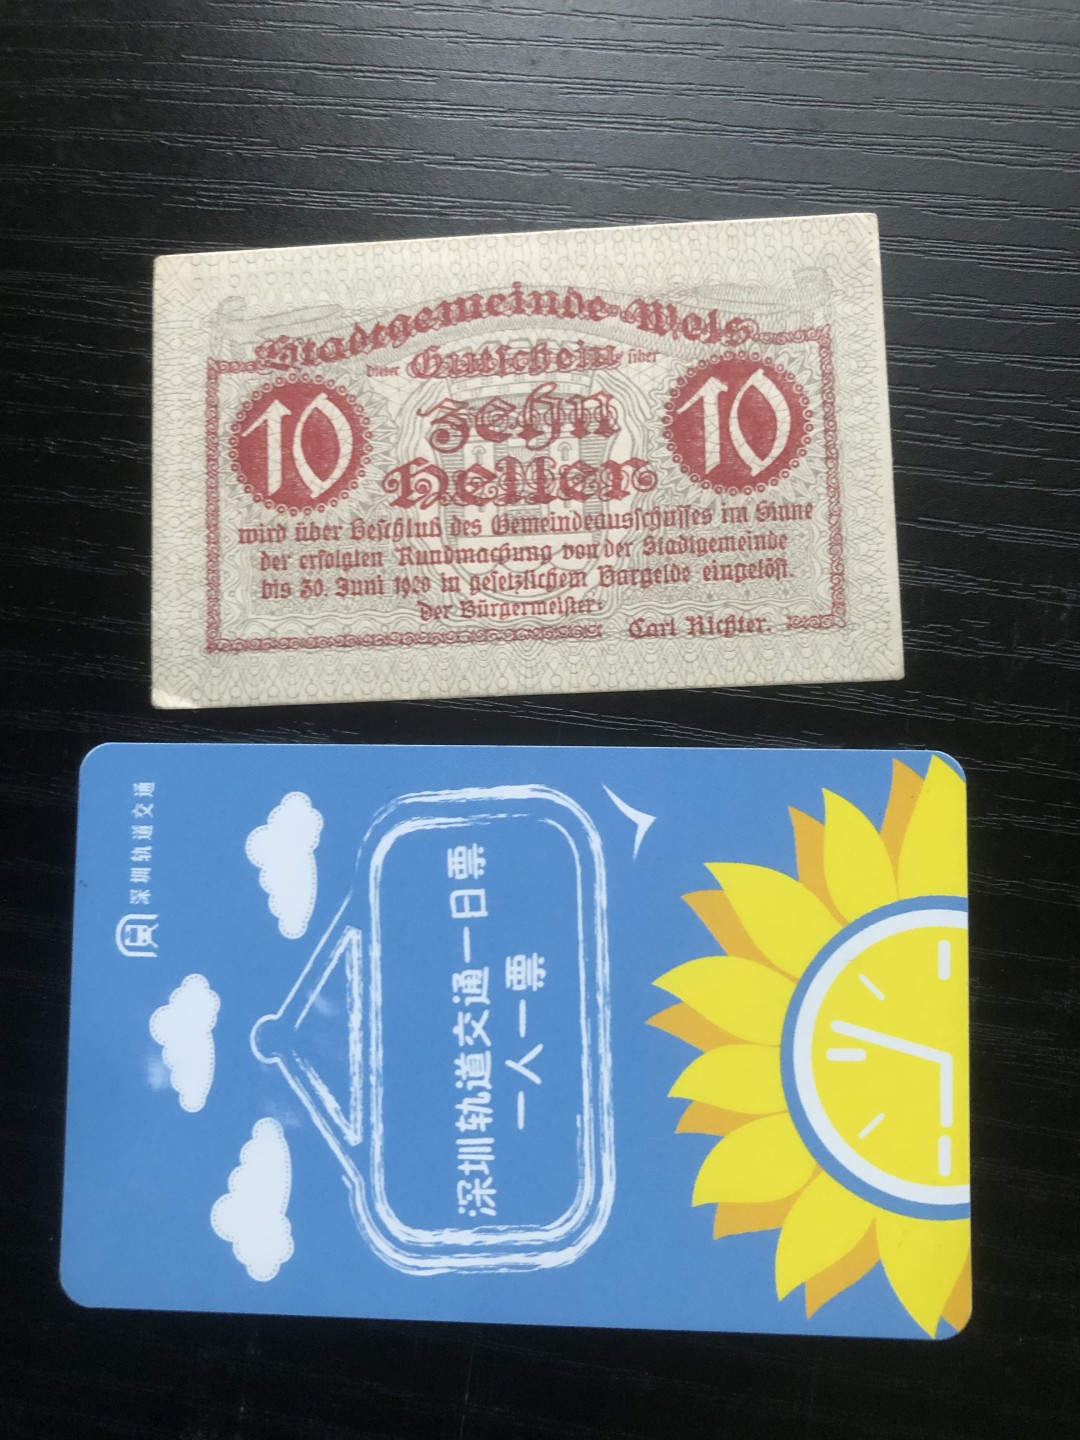 Stadtgemeinde-Wels
Dieser Gutschein über
10
Zehn
Heller
10
wird über Beschluß des Gemeindeausschusses im Sinne
der erfolgten Kundmachung von der Stadtgemeinde
bis 30. Juni 1920 in gesetzlichem Bargelde eingelöst.
Der Bürgermeister:
Carl Richter.
深圳轨道交通
深圳轨道交通一日票
一人一票